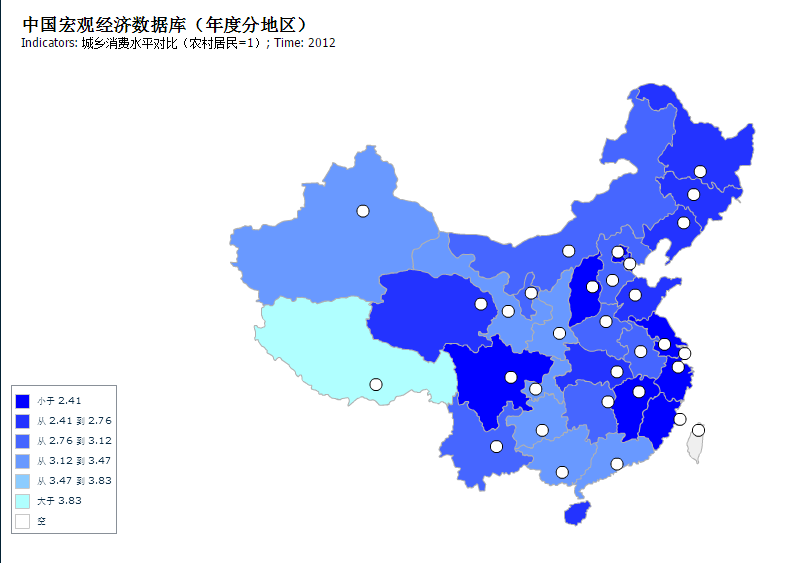 中国宏观经济数据库（年度分地区）
Indicators: 城乡消费水平对比（农村居民=1）; Time: 2012
小于 2.41
从 2.41 到 2.76
从 2.76 到 3.12
从 3.12 到 3.47
从 3.47 到 3.83
大于 3.83
空